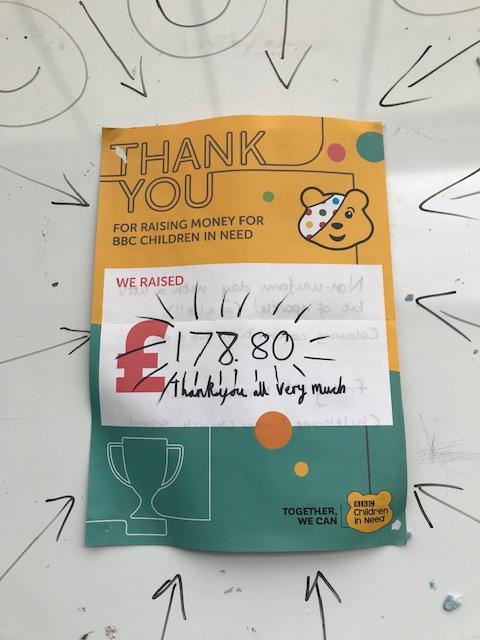 THANK
YOU
FOR RAISING MONEY FOR
BBC CHILDREN IN NEED
WE RAISED
£178.80
Thankyou all very much
TOGETHER,
WE CAN
BBC
Children
in Need